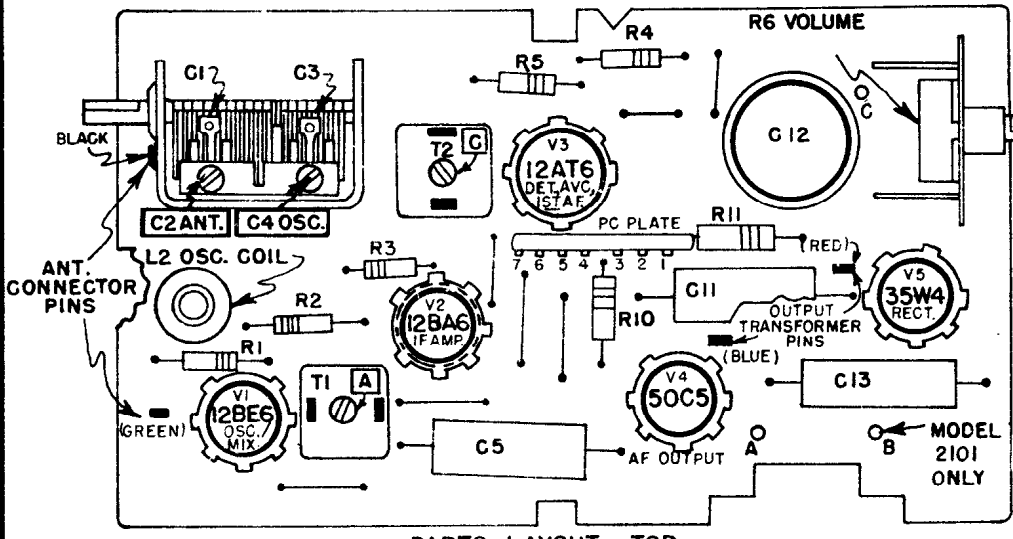 R6 VOLUME
R4
R5
C1
C3
BLACK
C
C12
T2
C
V3
12AT6
DET. AVC,
1ST A.F.
C2 ANT.
C4 OSC.
PC PLATE
7 6 5 4 3 2 1
R11
(RED)
ANT.
CONNECTOR
PINS
L2 OSC. COIL
R3
R2
V2
12BA6
IF AMP.
R10
C11
V5
35W4
RECT.
OUTPUT
TRANSFORMER
PINS
(BLUE)
R1
T1
A
V1
12BE6
OSC./
MIX.
(GREEN)
V4
50C5
C13
C5
AF OUTPUT
A
B
MODEL
2101
ONLY
PARTS LAYOUT - TOP